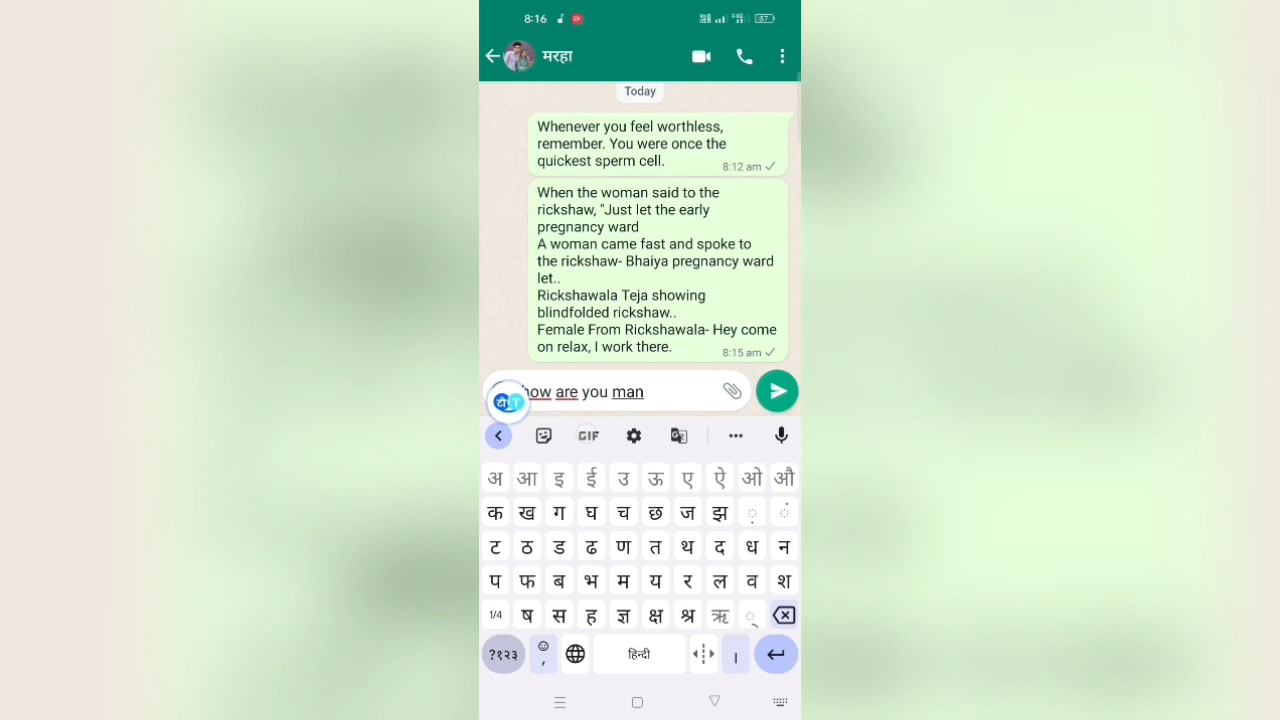 8:16
37
मरहा
Today
Whenever you feel worthless,
remember. You were once the
quickest sperm cell.
8:12 am
When the woman said to the
rickshaw, "Just let the early
pregnancy ward
A woman came fast and spoke to
the rickshaw- Bhaiya pregnancy ward
let..
Rickshawala Teja showing
blindfolded rickshaw..
Female From Rickshawala- Hey come
on relax, I work there.
8:15 am
how are you man
टी T
GIF
अ आ इ ई उ ऊ ए ऐ ओ औ
क ख ग घ च छ ज झ ़ ं
ट ठ ड ढ ण त थ द ध न
प फ ब भ म य र ल व श
1/4 ष स ह ज्ञ क्ष श्र ऋ ्
?१२३ , हिन्दी ।